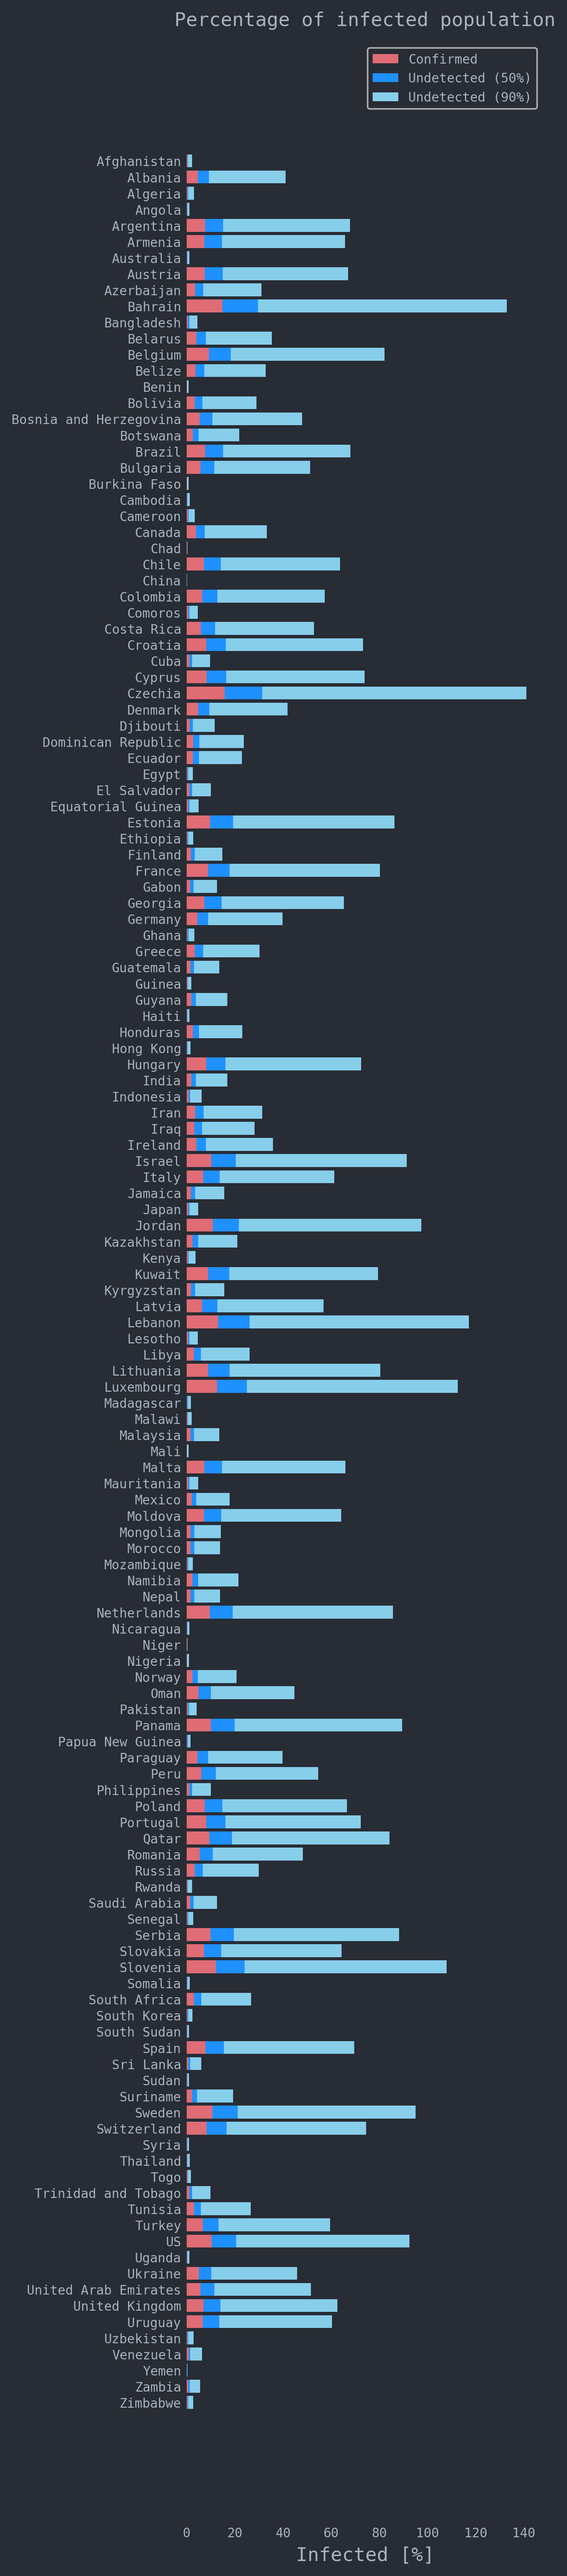 Percentage of infected population
Confirmed
Undetected (50%)
Undetected (90%)
Afghanistan
Albania
Algeria
Angola
Argentina
Armenia
Australia
Austria
Azerbaijan
Bahrain
Bangladesh
Belarus
Belgium
Belize
Benin
Bolivia
Bosnia and Herzegovina
Botswana
Brazil
Bulgaria
Burkina Faso
Cambodia
Cameroon
Canada
Chad
Chile
China
Colombia
Comoros
Costa Rica
Croatia
Cuba
Cyprus
Czechia
Denmark
Djibouti
Dominican Republic
Ecuador
Egypt
El Salvador
Equatorial Guinea
Estonia
Ethiopia
Finland
France
Gabon
Georgia
Germany
Ghana
Greece
Guatemala
Guinea
Guyana
Haiti
Honduras
Hong Kong
Hungary
India
Indonesia
Iran
Iraq
Ireland
Israel
Italy
Jamaica
Japan
Jordan
Kazakhstan
Kenya
Kuwait
Kyrgyzstan
Latvia
Lebanon
Lesotho
Libya
Lithuania
Luxembourg
Madagascar
Malawi
Malaysia
Mali
Malta
Mauritania
Mexico
Moldova
Mongolia
Morocco
Mozambique
Namibia
Nepal
Netherlands
Nicaragua
Niger
Nigeria
Norway
Oman
Pakistan
Panama
Papua New Guinea
Paraguay
Peru
Philippines
Poland
Portugal
Qatar
Romania
Russia
Rwanda
Saudi Arabia
Senegal
Serbia
Slovakia
Slovenia
Somalia
South Africa
South Korea
South Sudan
Spain
Sri Lanka
Sudan
Suriname
Sweden
Switzerland
Syria
Thailand
Togo
Trinidad and Tobago
Tunisia
Turkey
US
Uganda
Ukraine
United Arab Emirates
United Kingdom
Uruguay
Uzbekistan
Venezuela
Yemen
Zambia
Zimbabwe
0 20 40 60 80 100 120 140
Infected [%]